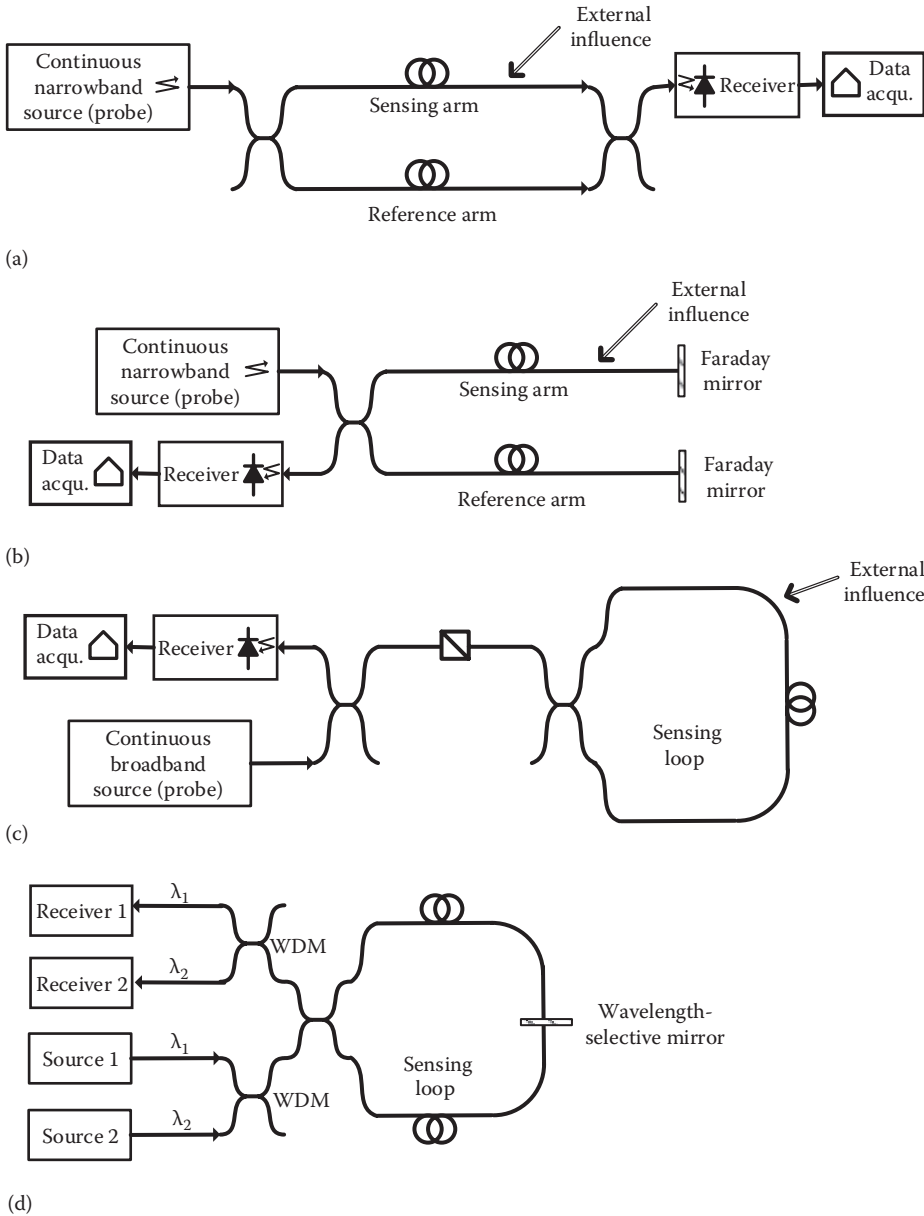 External
influence
Continuous
narrowband
source (probe)
Sensing arm
Receiver
Data
acqu.
Reference arm
(a)
External
influence
Continuous
narrowband
source (probe)
Sensing arm
Faraday
mirror
Data
acqu.
Receiver
Reference arm
Faraday
mirror
(b)
External
influence
Data
acqu.
Receiver
Continuous
broadband
source (probe)
Sensing
loop
(c)
Receiver 1
λ₁
WDM
Receiver 2
λ₂
Wavelength-
selective mirror
Source 1
λ₁
Sensing
loop
WDM
Source 2
λ₂
(d)